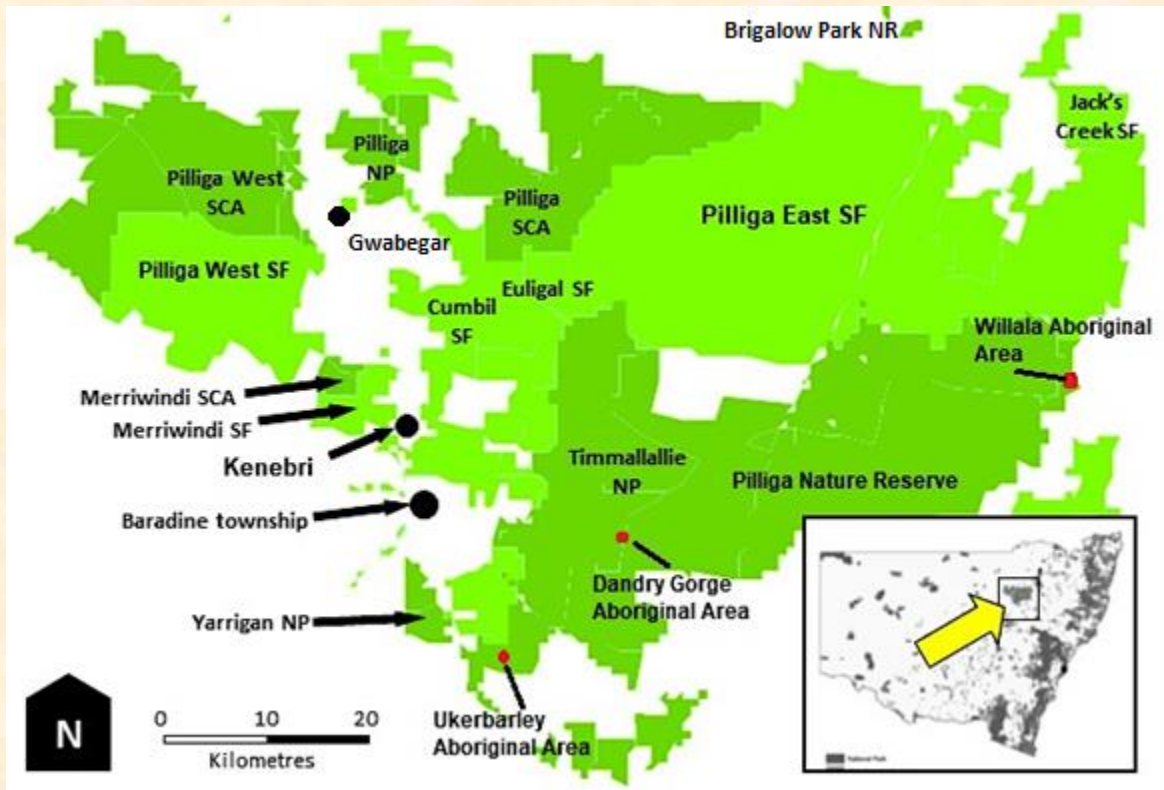 Brigalow Park NR
Jack's
Creek SF
Pilliga
NP
Pilliga West
SCA
Pilliga
SCA
Pilliga East SF
Gwabegar
Pilliga West SF
Euligal SF
Cumbil
SF
Willala Aboriginal
Area
Merriwindi SCA
Merriwindi SF
Kenebri
Timmallallie
NP
Pilliga Nature Reserve
Baradine township
Dandry Gorge
Aboriginal Area
Yarrigan NP
Ukerbarley
Aboriginal Area
N
0 10 20
Kilometres
National Park